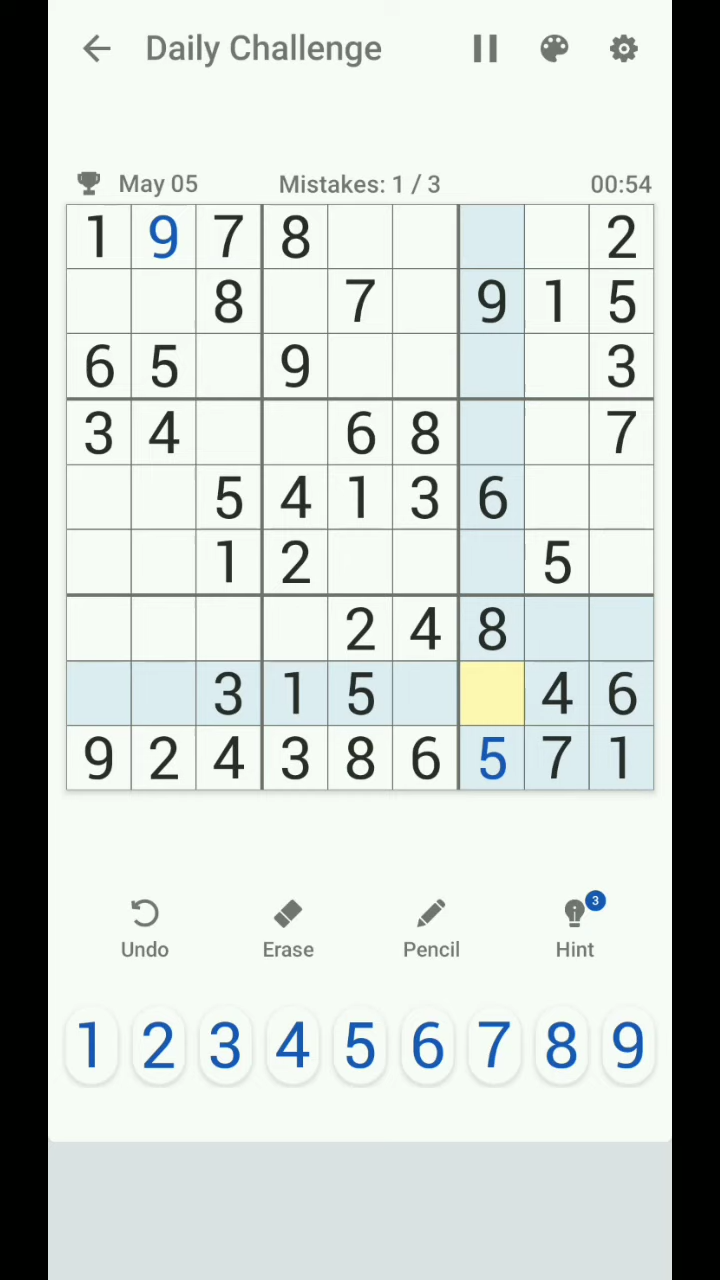 Daily Challenge
May 05 Mistakes: 1 / 3 00:54
1 9 7 8 2
8 7 9 1 5
6 5 9 3
3 4 6 8 7
5 4 1 3 6
1 2 5
2 4 8
3 1 5 4 6
9 2 4 3 8 6 5 7 1
3
Undo Erase Pencil Hint
1 2 3 4 5 6 7 8 9